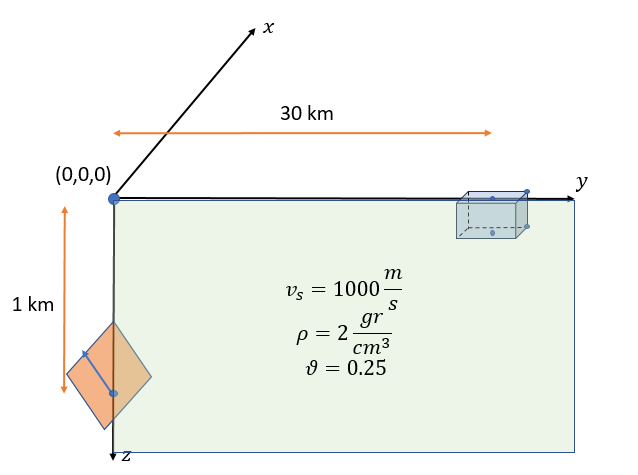 x
30 km
(0,0,0)
y
1 km
v_s = 1000 m/s
ρ = 2 gr/cm³
ϑ = 0.25
z